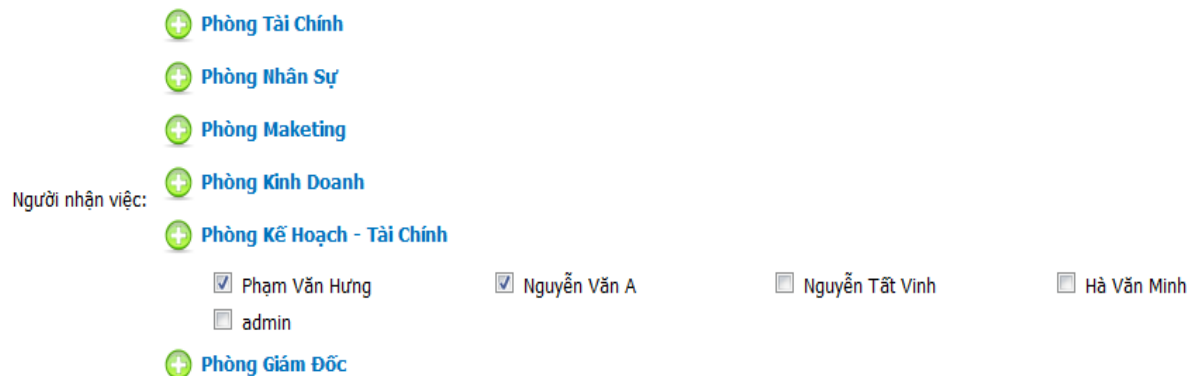 Phòng Tài Chính
Phòng Nhân Sự
Phòng Maketing
Phòng Kinh Doanh
Người nhận việc:
Phòng Kế Hoạch - Tài Chính
Phạm Văn Hưng Nguyễn Văn A Nguyễn Tất Vinh Hà Văn Minh
admin
Phòng Giám Đốc